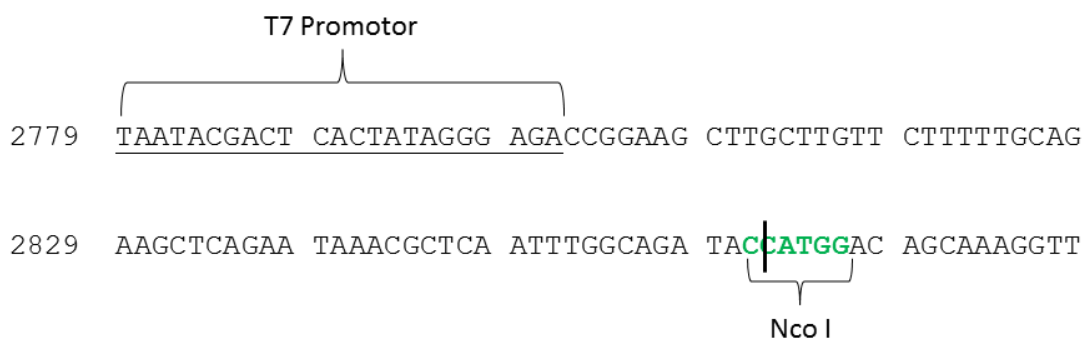 T7 Promotor
2779 TAATACGACT CACTATAGGG AGACCGGAAG CTTGCTTGTT CTTTTTGCAG
2829 AAGCTCAGAA TAAACGCTCA ATTTGGCAGA TACCATGGAC AGCAAAGGTT
Nco I